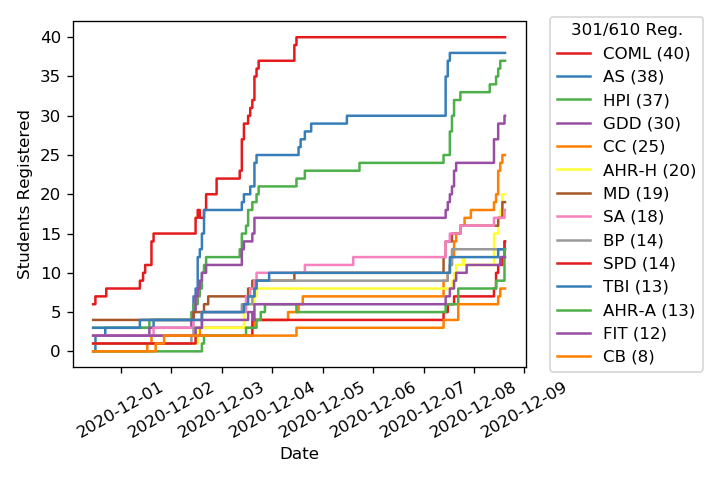 40
35
30
25
20
15
10
5
0
Students Registered
2020-12-01
2020-12-02
2020-12-03
2020-12-04
2020-12-05
2020-12-06
2020-12-07
2020-12-08
2020-12-09
Date
301/610 Reg.
COML (40)
AS (38)
HPI (37)
GDD (30)
CC (25)
AHR-H (20)
MD (19)
SA (18)
BP (14)
SPD (14)
TBI (13)
AHR-A (13)
FIT (12)
CB (8)